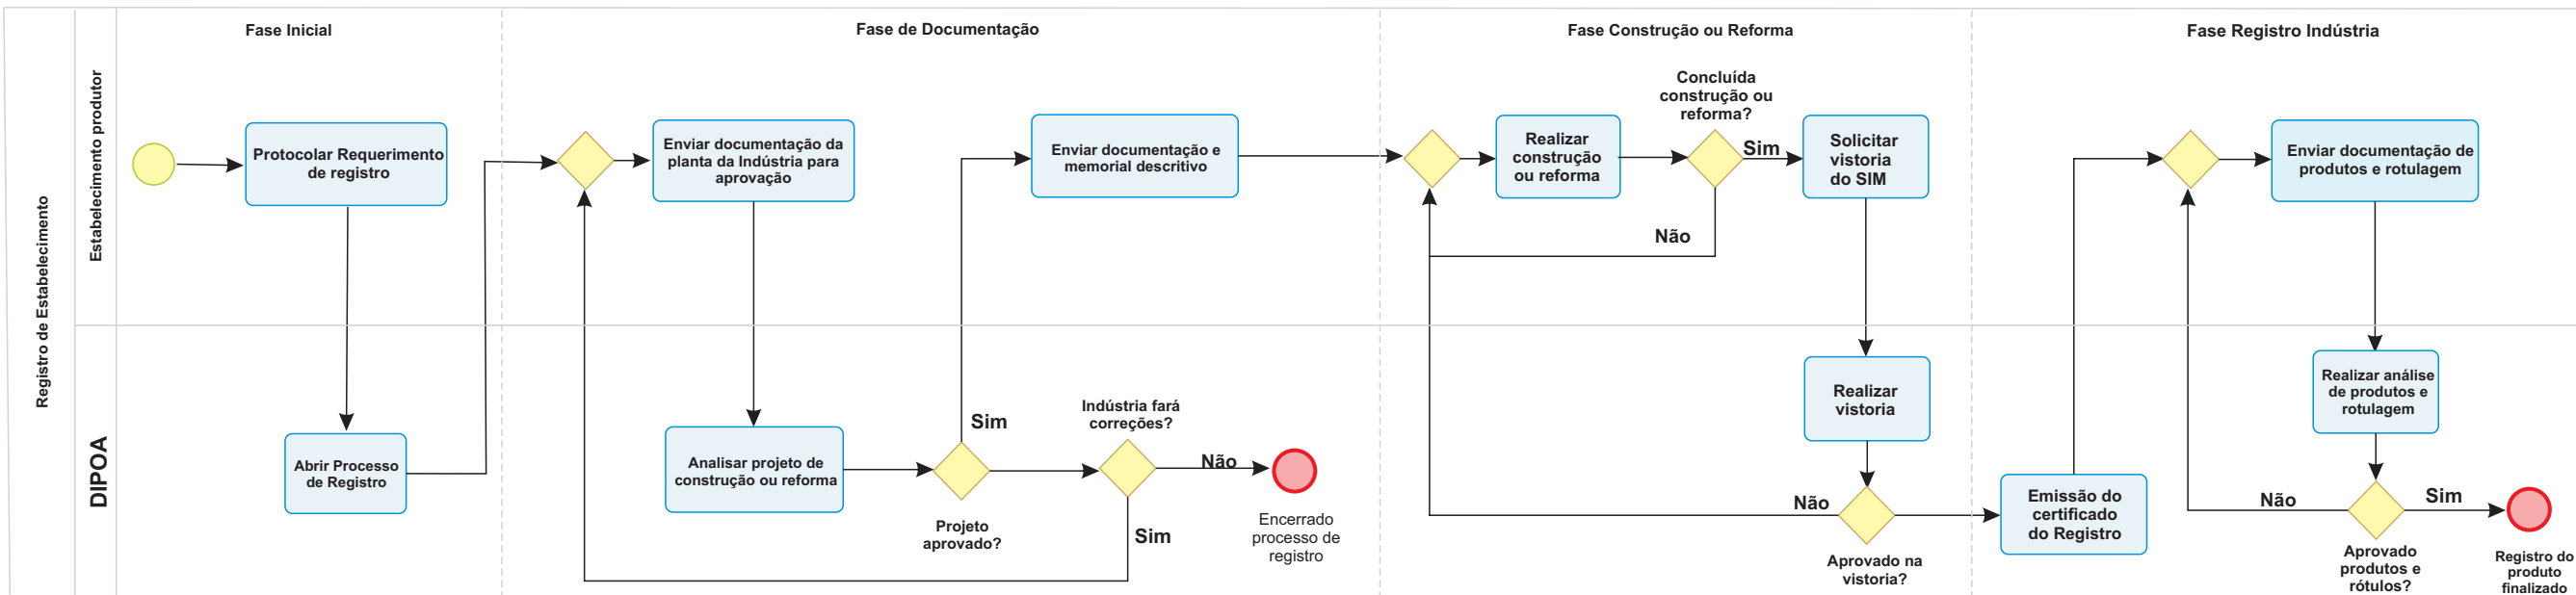 Registro de Estabelecimento
Estabelecimento produtor
DIPOA
Fase Inicial
Fase de Documentação
Fase Construção ou Reforma
Fase Registro Indústria
Protocolar Requerimento
de registro
Abrir Processo
de Registro
Enviar documentação da
planta da Indústria para
aprovação
Analisar projeto de
construção ou reforma
Projeto
aprovado?
Sim
Indústria fará
correções?
Não
Sim
Encerrado
processo de
registro
Enviar documentação e
memorial descritivo
Realizar
construção
ou reforma
Concluída
construção ou
reforma?
Sim
Não
Solicitar
vistoria
do SIM
Realizar
vistoria
Não
Aprovado na
vistoria?
Emissão do
certificado
do Registro
Enviar documentação de
produtos e rotulagem
Realizar análise
de produtos e
rotulagem
Não
Sim
Aprovado
produtos e
rótulos?
Registro do
produto
finalizado